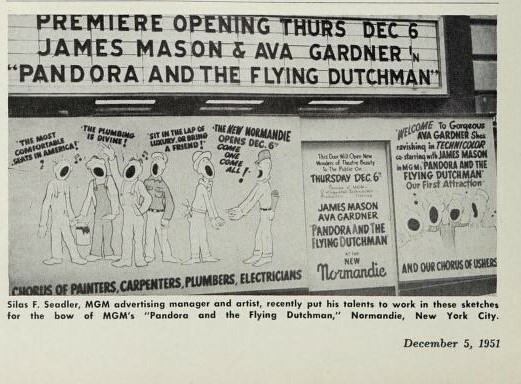 PREMIERE OPENING THURS DEC 6
JAMES MASON & AVA GARDNER IN
"PANDORA AND THE FLYING DUTCHMAN"
"THE MOST
COMFORTABLE
SEATS IN AMERICA!"
"THE PLUMBING
IS DIVINE!
"SIT IN THE LAP OF
LUXURY, OR BRING
A FRIEND!"
"THE NEW NORMANDIE
OPENS DEC. 6TH
COME
ONE
COME
ALL!"
CHORUS OF PAINTERS, CARPENTERS, PLUMBERS, ELECTRICIANS
This Door Will Open New
Wonders of Theatre Beauty
To The Public On
THURSDAY DEC. 6TH
JAMES MASON
AVA GARDNER
"PANDORA AND THE
FLYING DUTCHMAN"
AT THE
NEW
Normandie
"WELCOME To Gorgeous
AVA GARDNER She's
ravishing in TECHNICOLOR
co-starring with JAMES MASON
in M-G-M's "PANDORA AND THE
FLYING DUTCHMAN"
Our First Attraction"
AND OUR CHORUS OF USHERS
Silas F. Seadler, MGM advertising manager and artist, recently put his talents to work in these sketches
for the bow of MGM's "Pandora and the Flying Dutchman," Normandie, New York City.
December 5, 1951